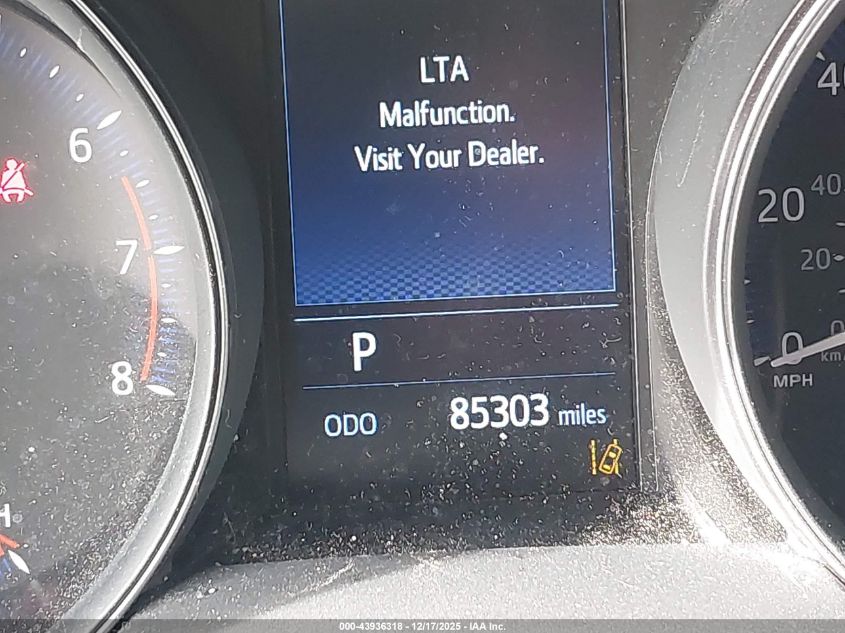 LTA
Malfunction.
Visit Your Dealer.
6
7
8
H
P
ODO 85303 miles
40
20
0
MPH
40
20
0
km/
000-43936318 - 12/17/2025 - IAA Inc.